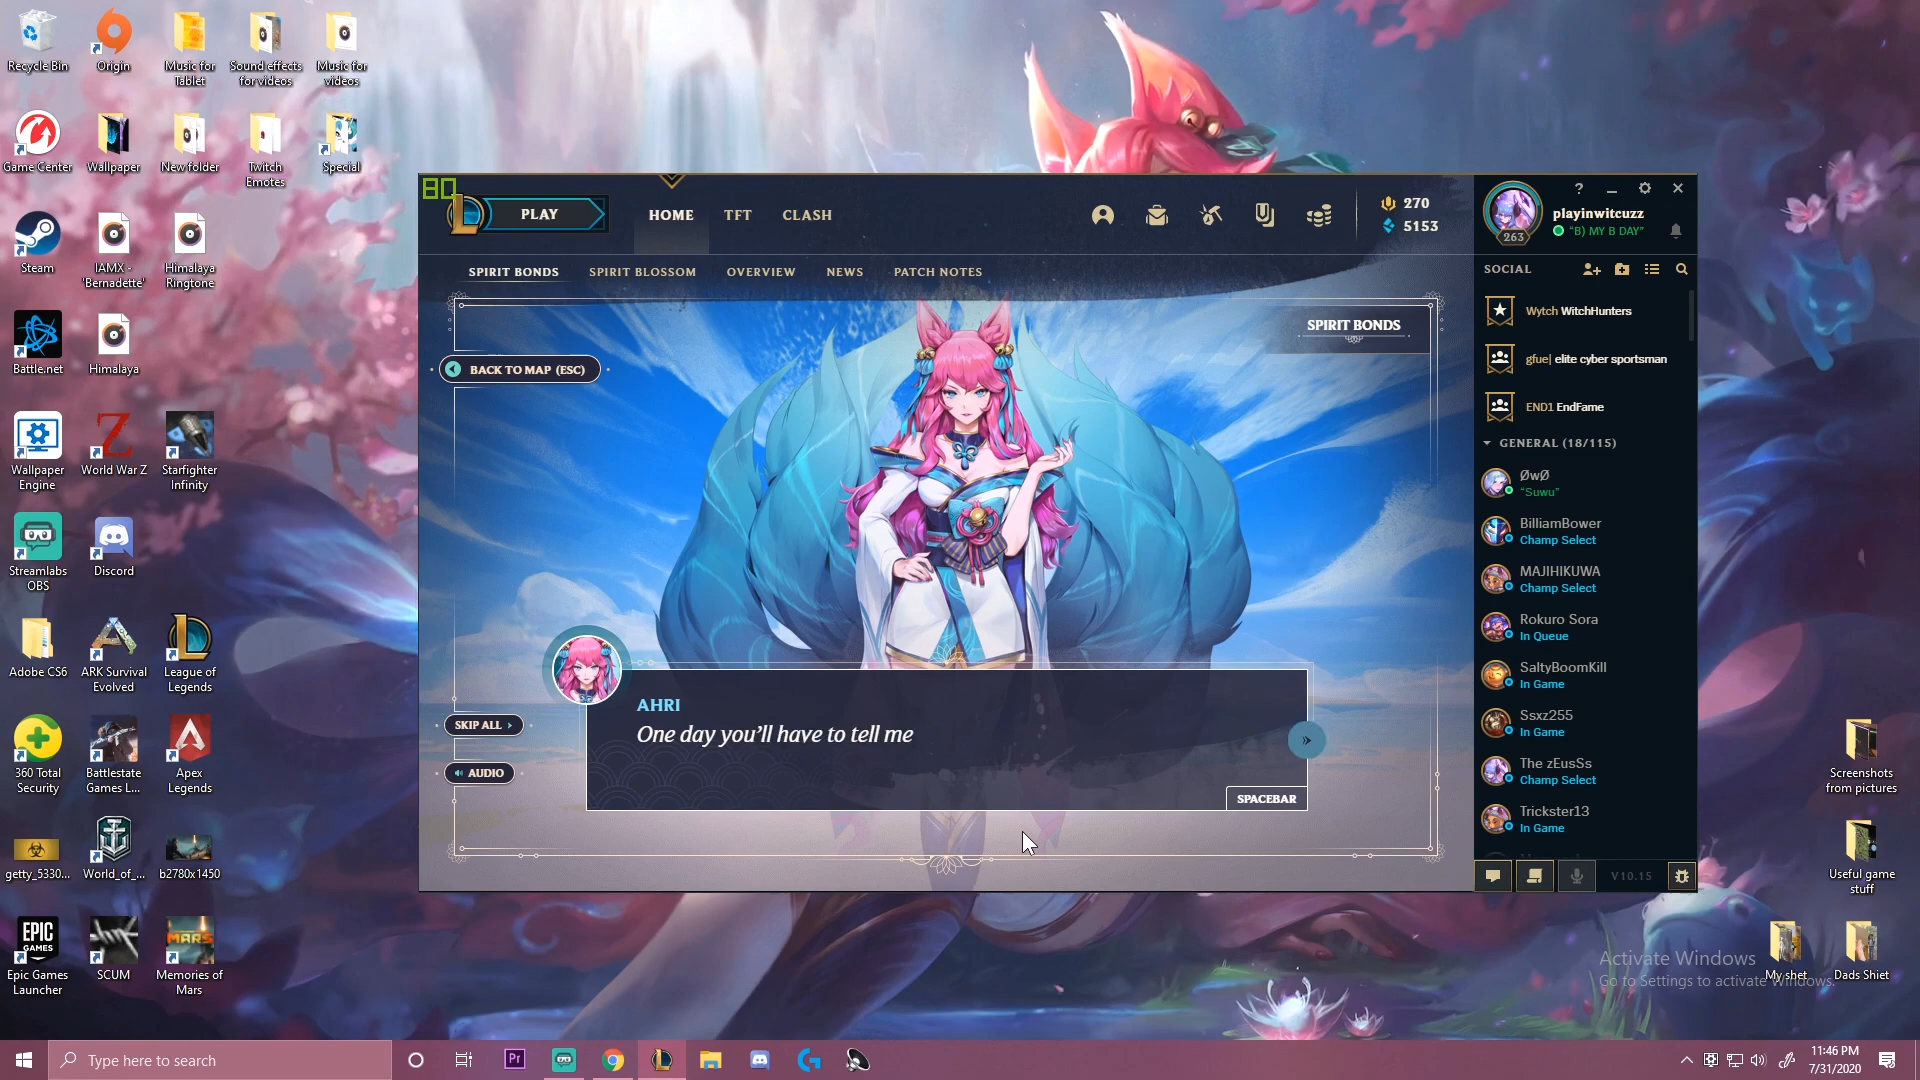 Recycle Bin
Origin
Music for
Tablet
Sound effects
for videos
Music for
videos
Game Center
Wallpaper
New folder
Twitch
Emotes
Special
Steam
IAMX -
'Bernadette'
Himalaya
Ringtone
Battle.net
Himalaya
Wallpaper
Engine
World War Z
Starfighter
Infinity
Streamlabs
OBS
Discord
Adobe CS6
ARK Survival
Evolved
League of
Legends
360 Total
Security
Battlestate
Games L...
Apex
Legends
getty_5330...
World_of_...
b2780x1450
EPIC
GAMES
MARS
Epic Games
Launcher
SCUM
Memories of
Mars
80
PLAY
HOME
TFT
CLASH
270
5153
263
?
playinwitcuzz
"B) MY B DAY"
SPIRIT BONDS
SPIRIT BLOSSOM
OVERVIEW
NEWS
PATCH NOTES
SPIRIT BONDS
BACK TO MAP (ESC)
AHRI
One day you'll have to tell me
SKIP ALL
AUDIO
SPACEBAR
SOCIAL
Wytch WitchHunters
gfue| elite cyber sportsman
END1 EndFame
GENERAL (18/115)
ØwØ
"Suwu"
BilliamBower
Champ Select
MAJIHIKUWA
Champ Select
Rokuro Sora
In Queue
SaltyBoomKill
In Game
Ssxz255
In Game
The zEusSs
Champ Select
Trickster13
In Game
V10.15
Screenshots
from pictures
Useful game
stuff
My shet
Dads Shiet
Activate Windows
Go to Settings to activate Windows.
Type here to search
Pr
11:46 PM
7/31/2020